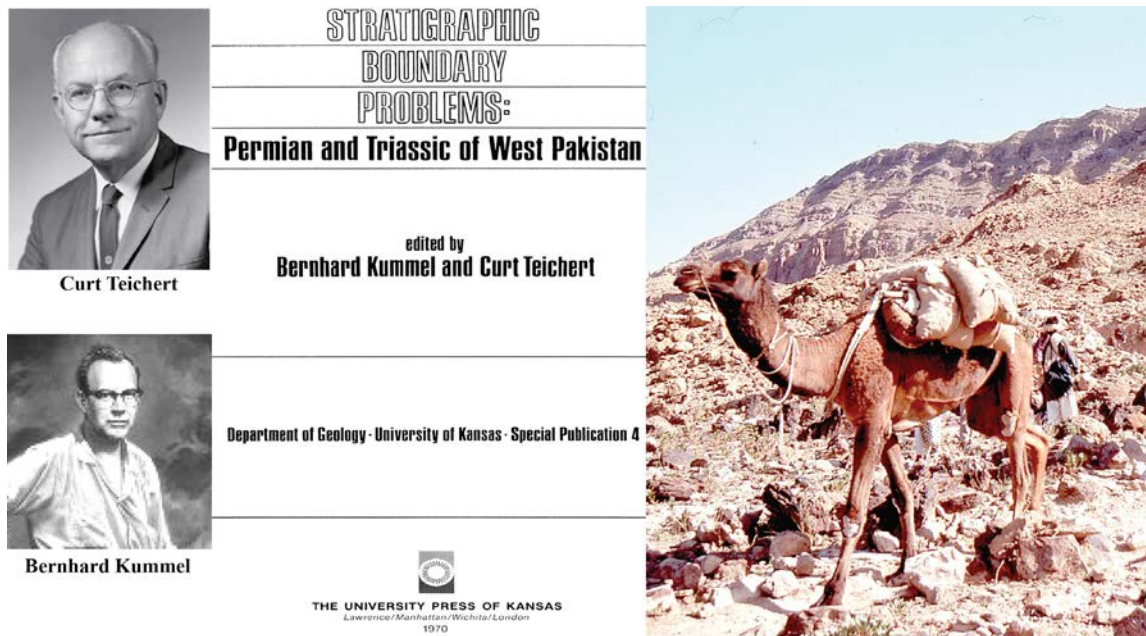 Curt Teichert
Bernhard Kummel
STRATIGRAPHIC
BOUNDARY
PROBLEMS:
Permian and Triassic of West Pakistan
edited by
Bernhard Kummel and Curt Teichert
Department of Geology · University of Kansas · Special Publication 4
THE UNIVERSITY PRESS OF KANSAS
Lawrence/Manhattan/Wichita/London
1970